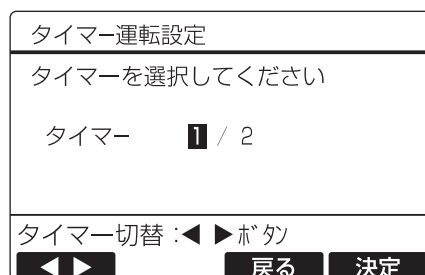 タイマー運転設定
タイマーを選択してください
タイマー 1 / 2
タイマー切替:◀ ▶ボタン
◀ ▶ 戻る 決定